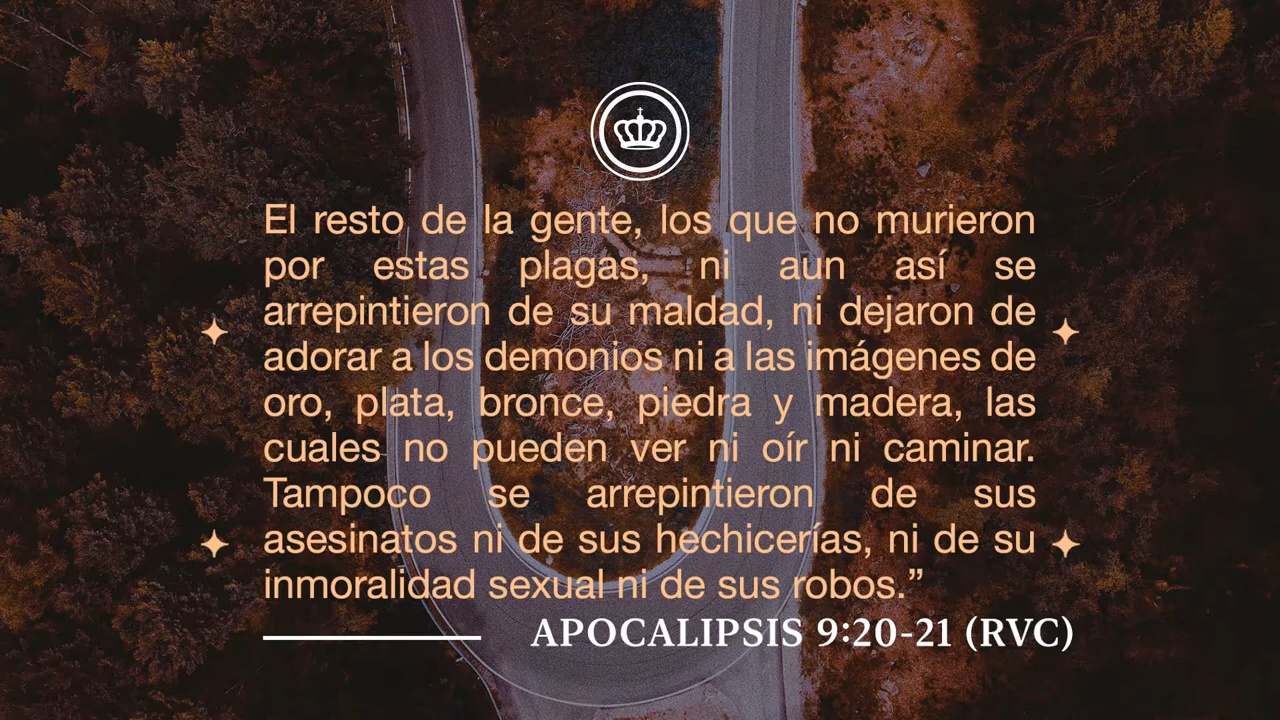 El resto de la gente, los que no murieron
por estas plagas, ni aun así se
arrepintieron de su maldad, ni dejaron de
adorar a los demonios ni a las imágenes de
oro, plata, bronce, piedra y madera, las
cuales no pueden ver ni oír ni caminar.
Tampoco se arrepintieron de sus
asesinatos ni de sus hechicerías, ni de su
inmoralidad sexual ni de sus robos.”
APOCALIPSIS 9:20-21 (RVC)